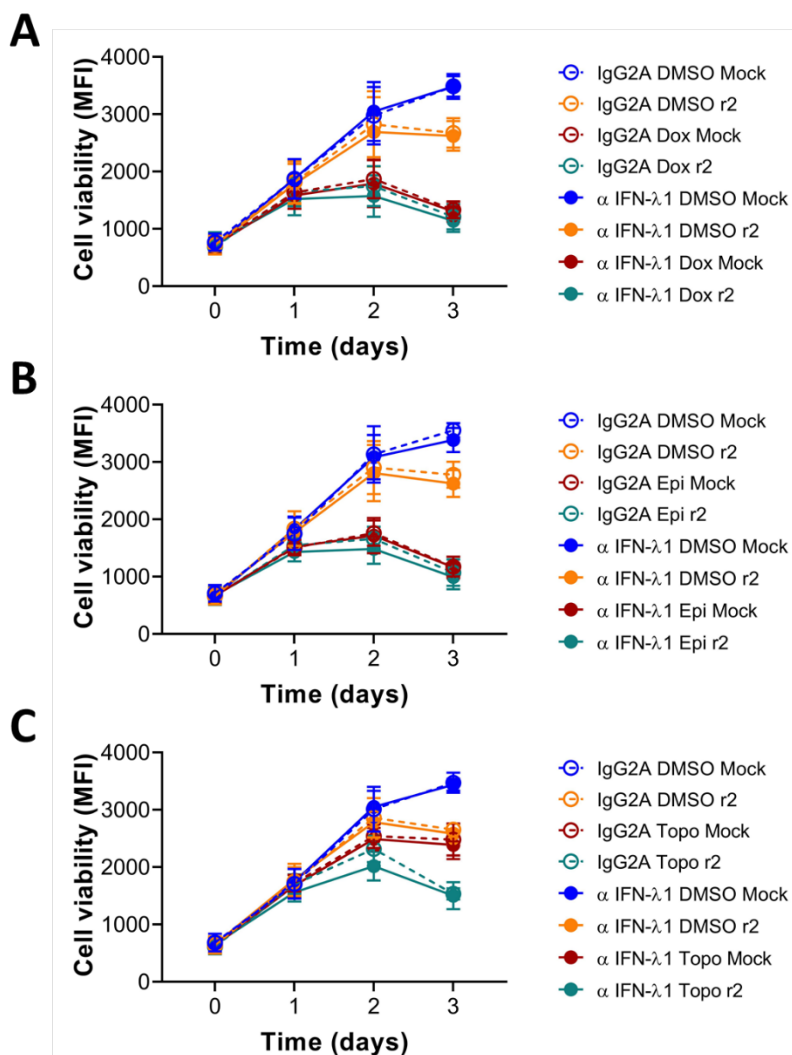 A
Cell viability (MFI)
4000
3000
2000
1000
0
0 1 2 3
Time (days)
IgG2A DMSO Mock
IgG2A DMSO r2
IgG2A Dox Mock
IgG2A Dox r2
α IFN-λ1 DMSO Mock
α IFN-λ1 DMSO r2
α IFN-λ1 Dox Mock
α IFN-λ1 Dox r2
B
Cell viability (MFI)
4000
3000
2000
1000
0
0 1 2 3
Time (days)
IgG2A DMSO Mock
IgG2A DMSO r2
IgG2A Epi Mock
IgG2A Epi r2
α IFN-λ1 DMSO Mock
α IFN-λ1 DMSO r2
α IFN-λ1 Epi Mock
α IFN-λ1 Epi r2
C
Cell viability (MFI)
4000
3000
2000
1000
0
0 1 2 3
Time (days)
IgG2A DMSO Mock
IgG2A DMSO r2
IgG2A Topo Mock
IgG2A Topo r2
α IFN-λ1 DMSO Mock
α IFN-λ1 DMSO r2
α IFN-λ1 Topo Mock
α IFN-λ1 Topo r2